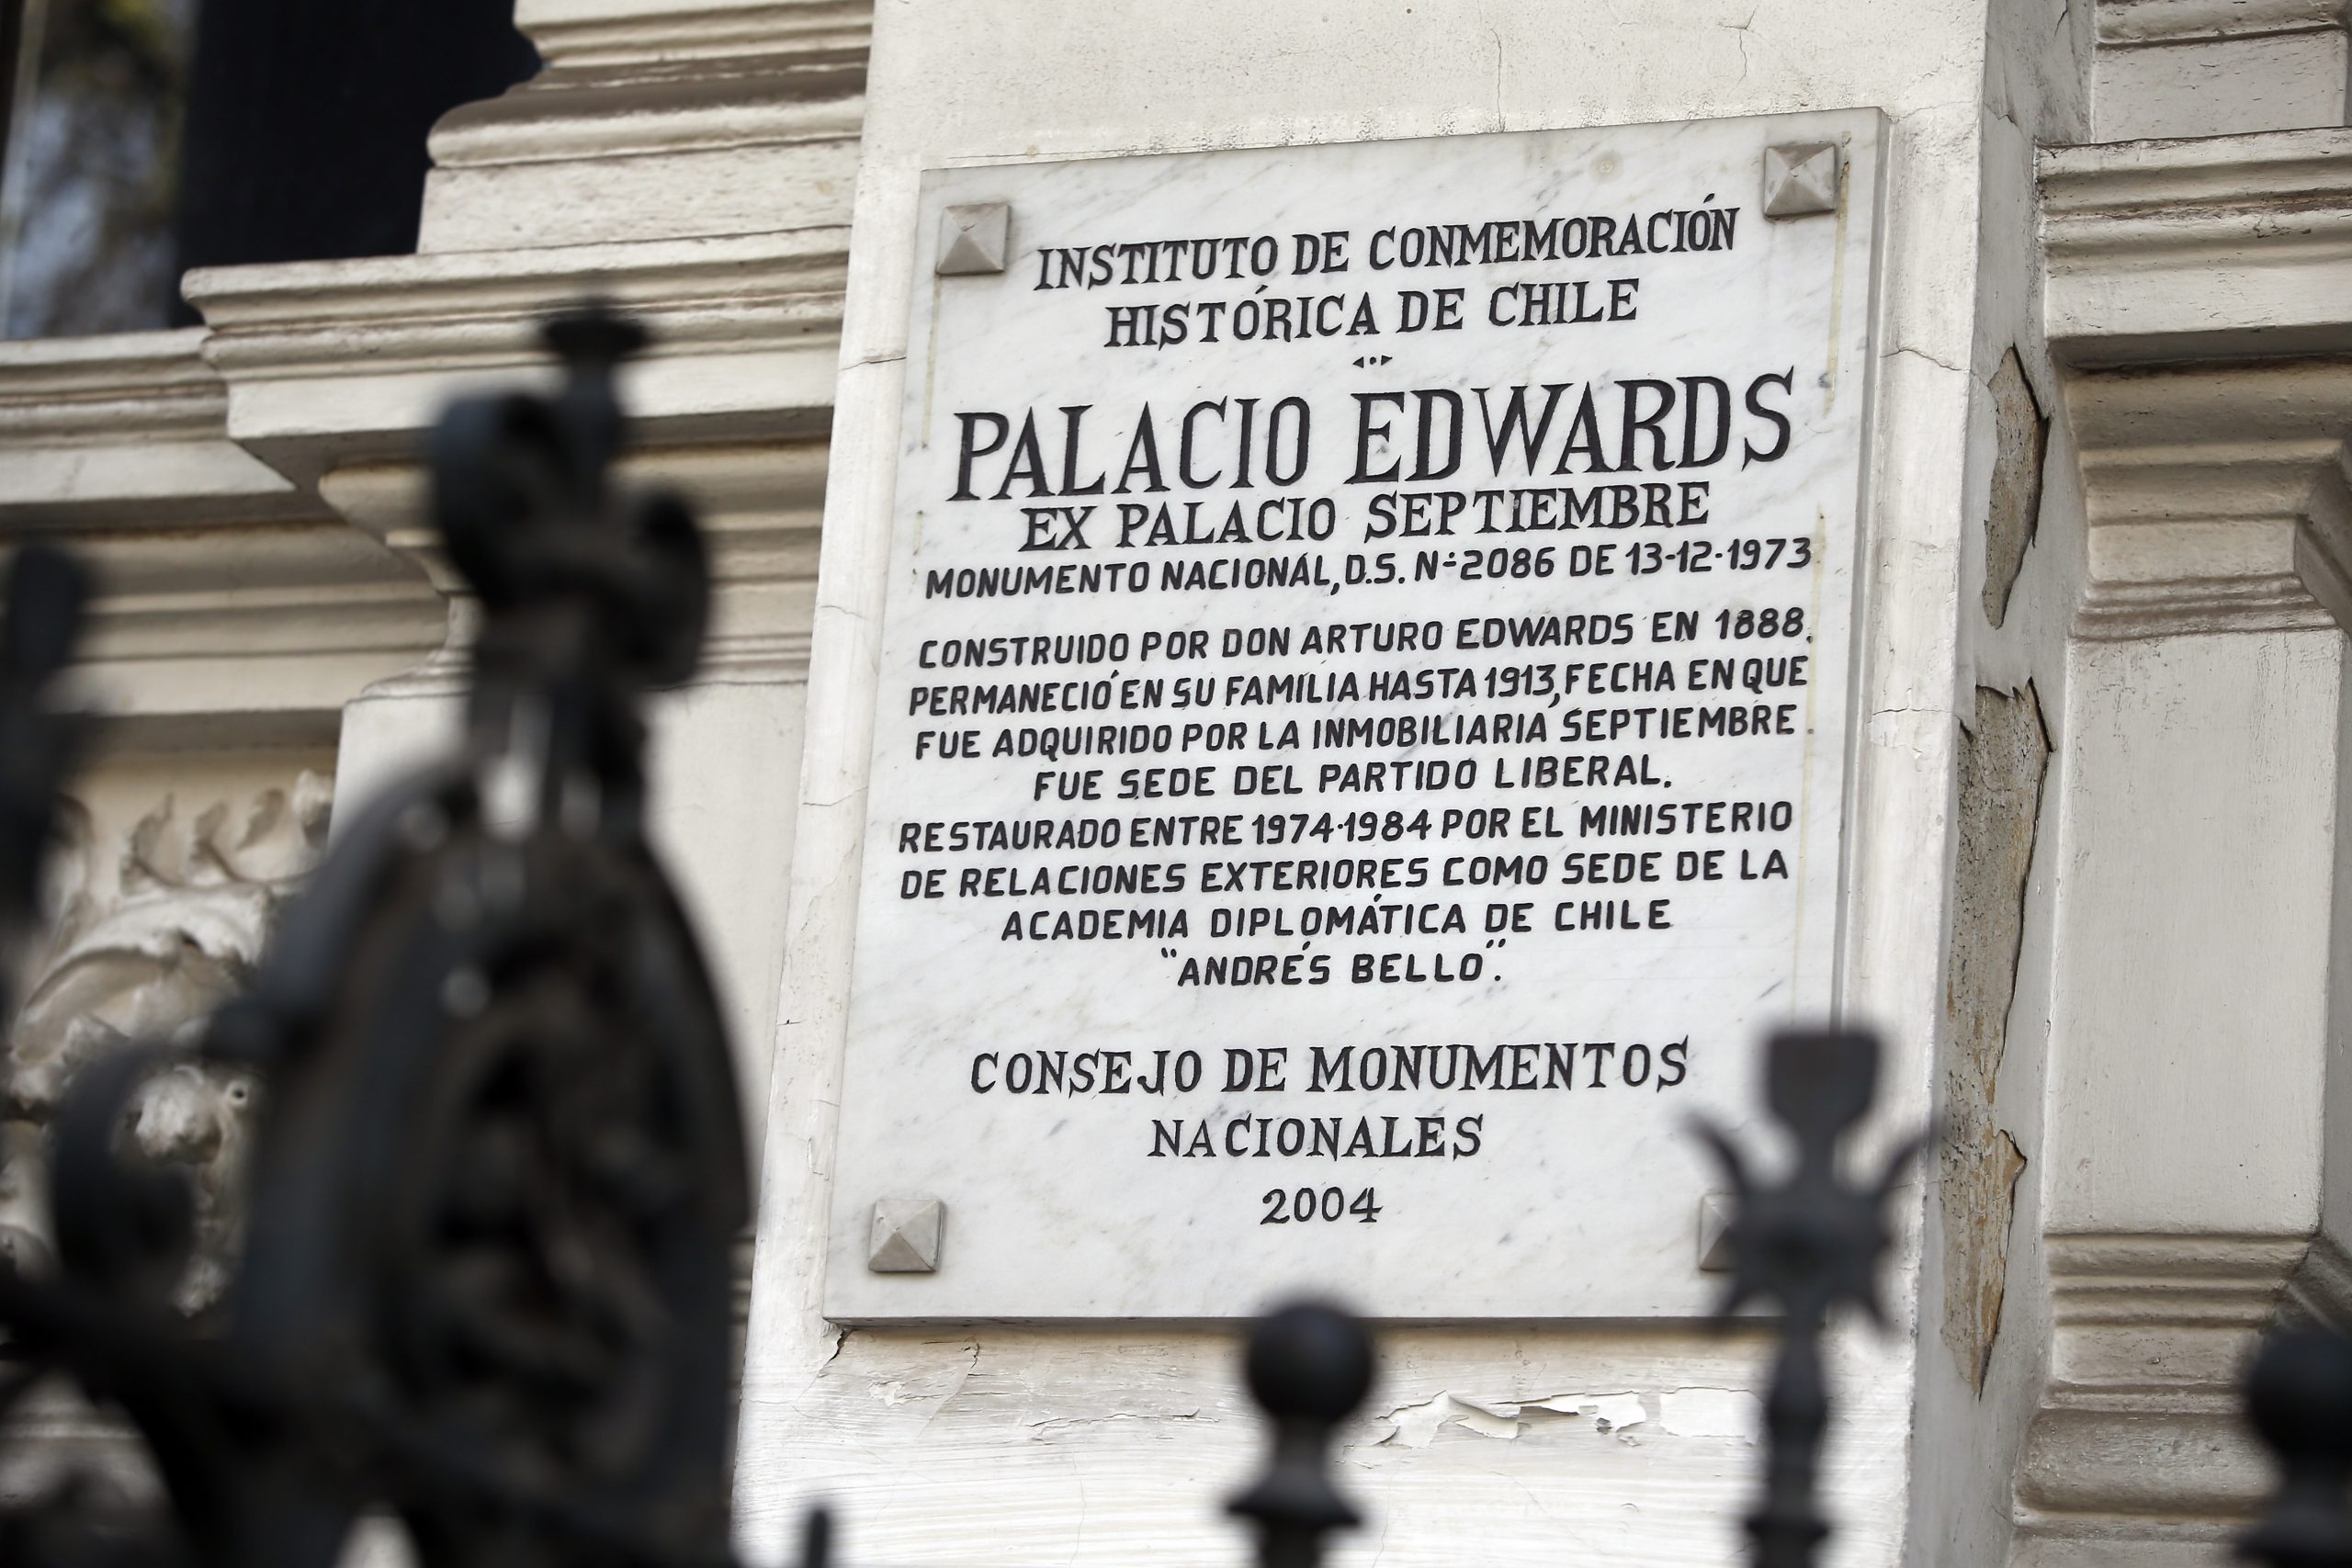 INSTITUTO DE CONMEMORACIÓN
HISTÓRICA DE CHILE
PALACIO EDWARDS
EX PALACIO SEPTIEMBRE
MONUMENTO NACIONAL, D.S. Nº 2086 DE 13-12-1973
CONSTRUIDO POR DON ARTURO EDWARDS EN 1888.
PERMANECIÓ EN SU FAMILIA HASTA 1913, FECHA EN QUE
FUE ADQUIRIDO POR LA INMOBILIARIA SEPTIEMBRE.
FUE SEDE DEL PARTIDO LIBERAL.
RESTAURADO ENTRE 1974-1984 POR EL MINISTERIO
DE RELACIONES EXTERIORES COMO SEDE DE LA
ACADEMIA DIPLOMÁTICA DE CHILE
"ANDRÉS BELLO".
CONSEJO DE MONUMENTOS
NACIONALES
2004